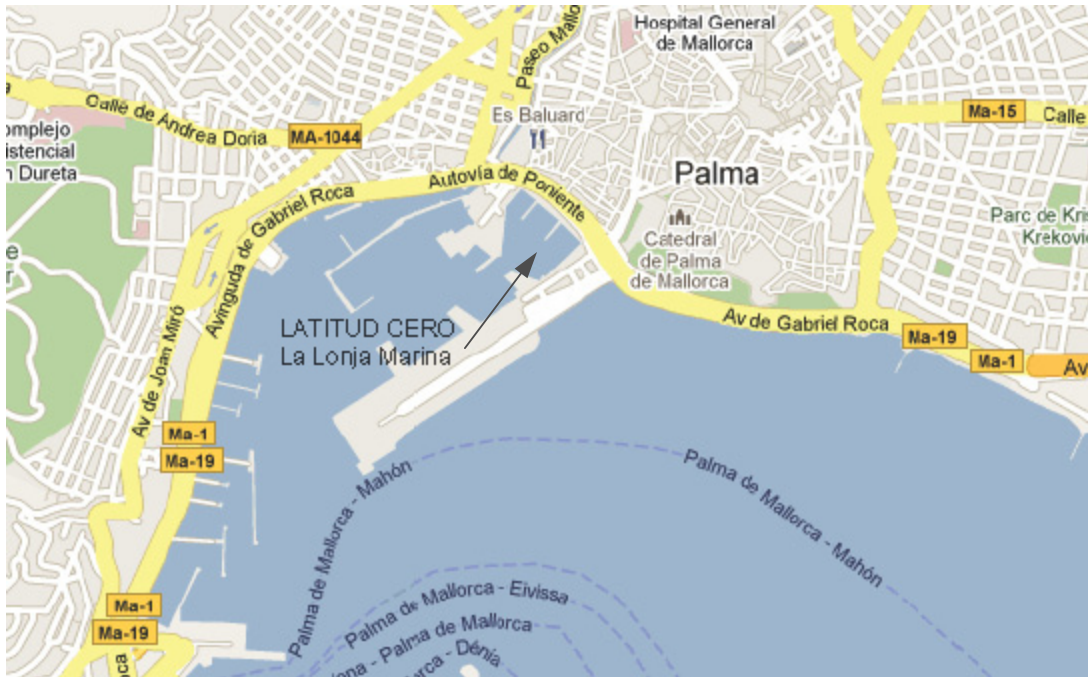 Hospital General
de Mallorca
Paseo Mallo
Calle de Andrea Doria
MA-1044
Es Baluard
Ma-15
Calle
omplejo
istencial
n Dureta
Palma
Autovía de Poniente
Avinguda de Gabriel Roca
Parc de Kri
Krekovic
Catedral
de Palma
de Mallorca
LATITUD CERO
La Lonja Marina
Av de Joan Miró
Av de Gabriel Roca
Ma-19
Ma-1
Av
Ma-1
Ma-19
Palma de Mallorca - Mahón
Palma de Mallorca - Mahón
Palma de Mallorca - Eivissa
ona - Palma de Mallorca
orca - Dénia
Ma-1
Ma-19
oca